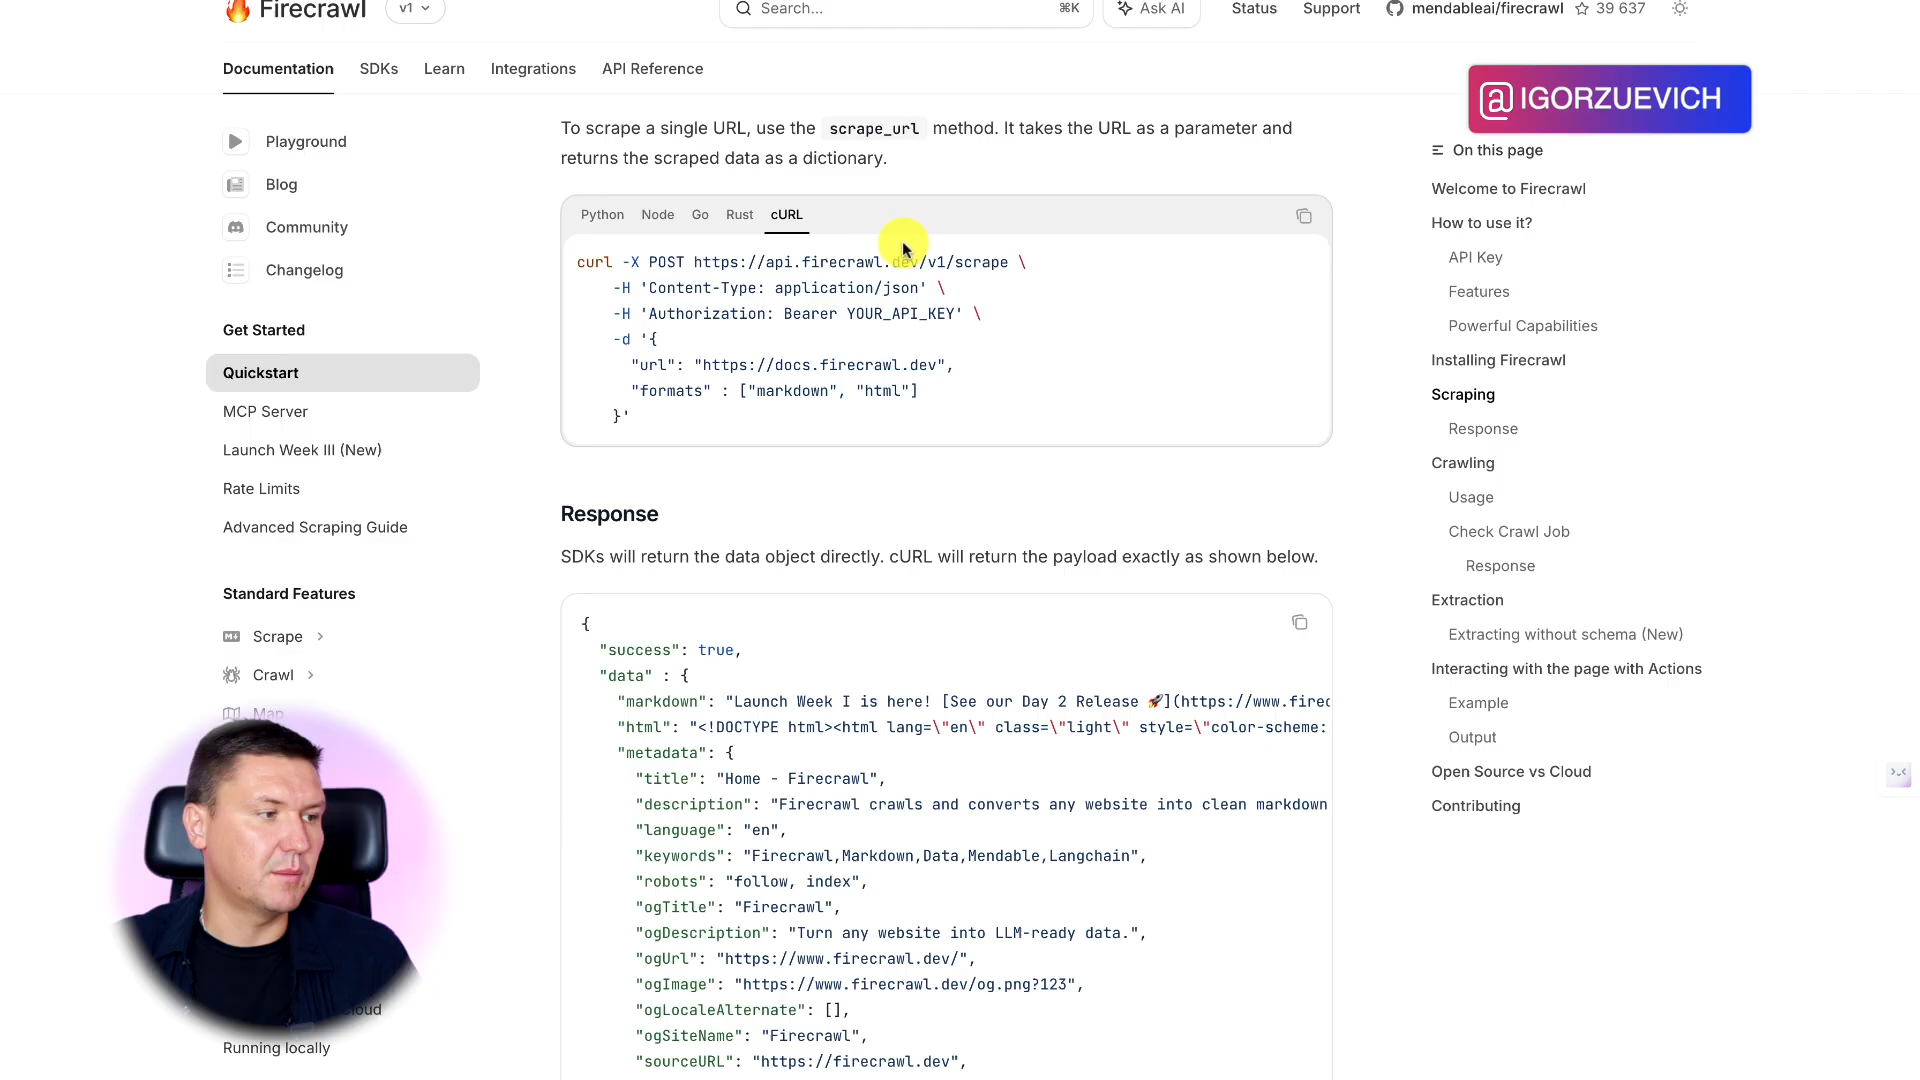 Firecrawl
v1
Search...
⌘K
Ask AI
Status
Support
mendableai/firecrawl
39 637
Documentation
SDKs
Learn
Integrations
API Reference
@IGORZUEVICH
Playground
Blog
Community
Changelog
Get Started
Quickstart
MCP Server
Launch Week III (New)
Rate Limits
Advanced Scraping Guide
Standard Features
Scrape
Crawl
Map
Running locally
To scrape a single URL, use the scrape_url method. It takes the URL as a parameter and
returns the scraped data as a dictionary.
Python Node Go Rust cURL
curl -X POST https://api.firecrawl.dev/v1/scrape \
-H 'Content-Type: application/json' \
-H 'Authorization: Bearer YOUR_API_KEY' \
-d '{
"url": "https://docs.firecrawl.dev",
"formats" : ["markdown", "html"]
}'
Response
SDKs will return the data object directly. cURL will return the payload exactly as shown below.
{
"success": true,
"data" : {
"markdown": "Launch Week I is here! [See our Day 2 Release 🚀](https://www.firec
"html": "<!DOCTYPE html><html lang=\"en\" class=\"light\" style=\"color-scheme:
"metadata": {
"title": "Home - Firecrawl",
"description": "Firecrawl crawls and converts any website into clean markdown
"language": "en",
"keywords": "Firecrawl,Markdown,Data,Mendable,Langchain",
"robots": "follow, index",
"ogTitle": "Firecrawl",
"ogDescription": "Turn any website into LLM-ready data.",
"ogUrl": "https://www.firecrawl.dev/",
"ogImage": "https://www.firecrawl.dev/og.png?123",
"ogLocaleAlternate": [],
"ogSiteName": "Firecrawl",
"sourceURL": "https://firecrawl.dev",
On this page
Welcome to Firecrawl
How to use it?
API Key
Features
Powerful Capabilities
Installing Firecrawl
Scraping
Response
Crawling
Usage
Check Crawl Job
Response
Extraction
Extracting without schema (New)
Interacting with the page with Actions
Example
Output
Open Source vs Cloud
Contributing